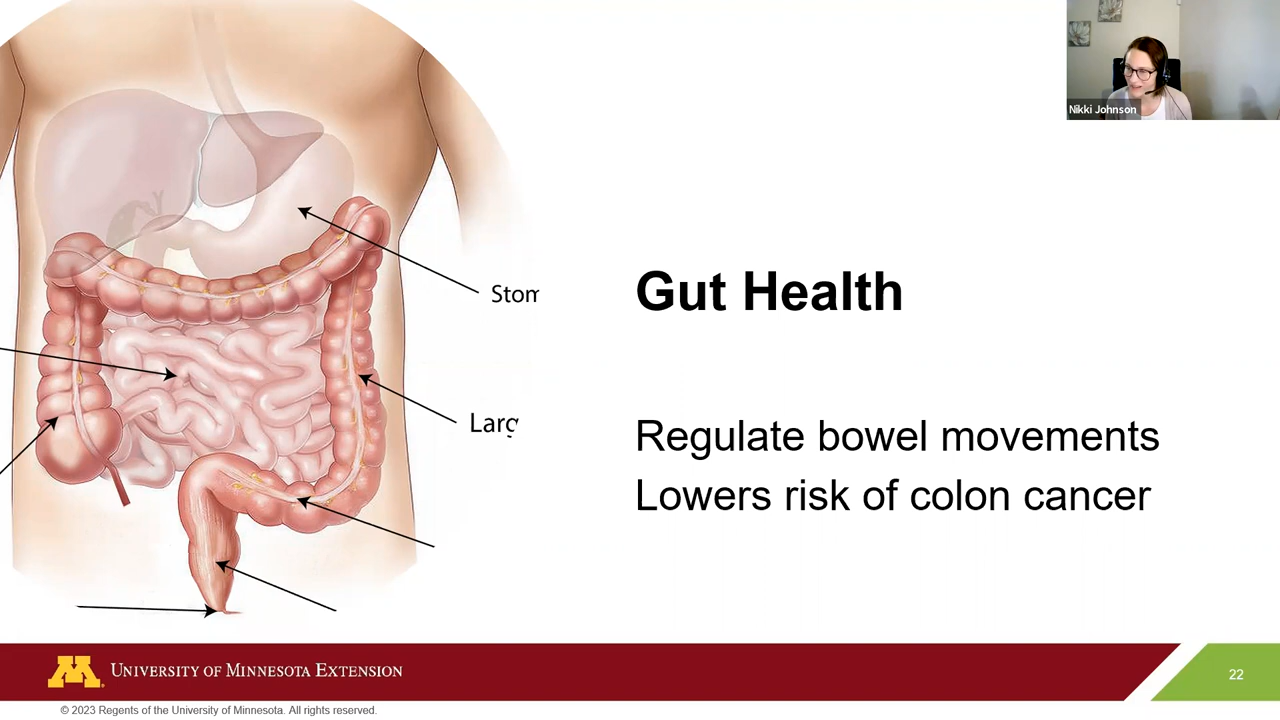 Nikki Johnson
Stom
Gut Health
Larg
Regulate bowel movements
Lowers risk of colon cancer
M
UNIVERSITY OF MINNESOTA EXTENSION
22
© 2023 Regents of the University of Minnesota. All rights reserved.